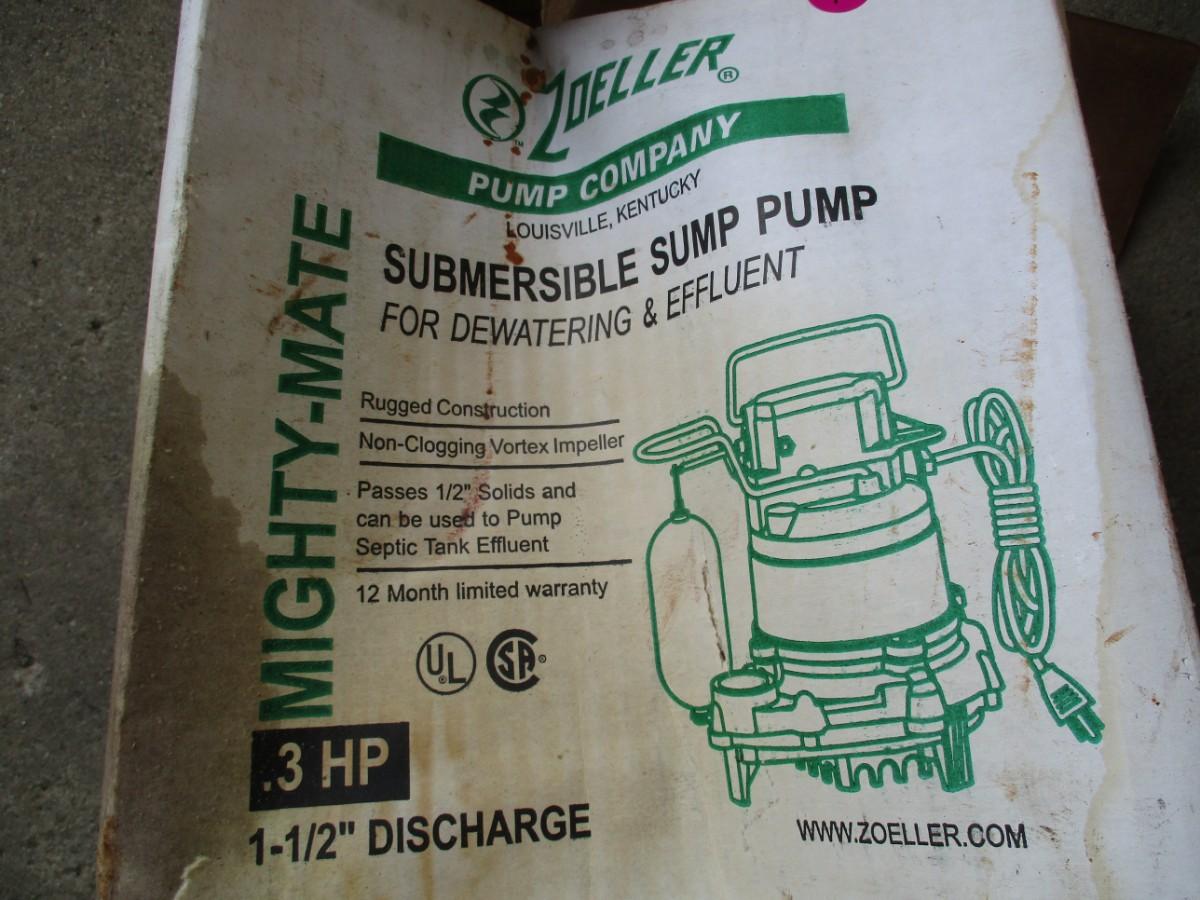 ZOELLER®
™
PUMP COMPANY
LOUISVILLE, KENTUCKY
SUBMERSIBLE SUMP PUMP
FOR DEWATERING & EFFLUENT
MIGHTY-MATE
Rugged Construction
Non-Clogging Vortex Impeller
Passes 1/2" Solids and
can be used to Pump
Septic Tank Effluent
12 Month limited warranty
UL®
SA®
.3 HP
1-1/2" DISCHARGE
WWW.ZOELLER.COM